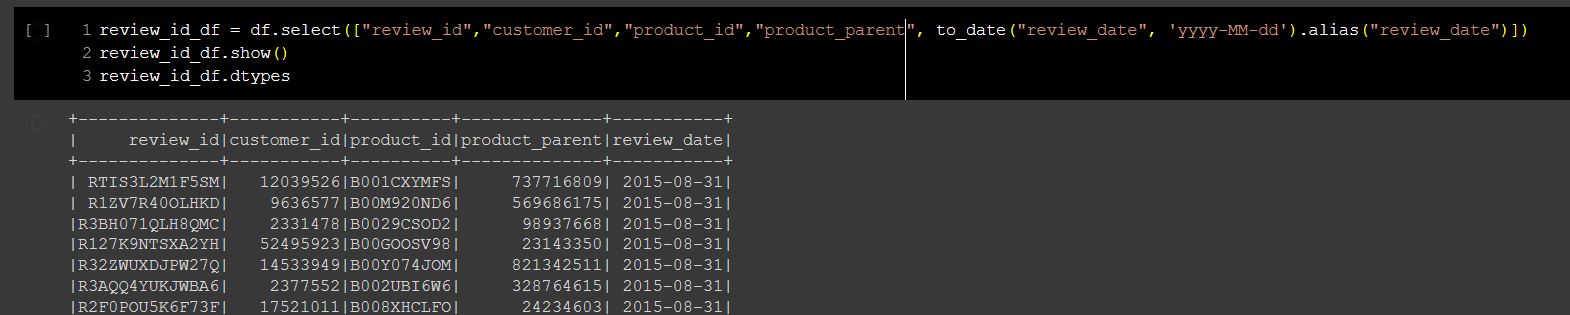 [ ] 1 review_id_df = df.select(["review_id","customer_id","product_id","product_parent", to_date("review_date", 'yyyy-MM-dd').alias("review_date")])
2 review_id_df.show()
3 review_id_df.dtypes
+--------------+-----------+----------+--------------+-----------+
|     review_id|customer_id|product_id|product_parent|review_date|
+--------------+-----------+----------+--------------+-----------+
| RTIS3L2M1F5SM|   12039526|B001CXYMFS|     737716809| 2015-08-31|
| R1ZV7R40OLHKD|    9636577|B00M920ND6|     569686175| 2015-08-31|
|R3BH071QLH8QMC|    2331478|B0029CSOD2|      98937668| 2015-08-31|
|R127K9NTSXA2YH|   52495923|B00GOOSV98|      23143350| 2015-08-31|
|R32ZWUXDJPW27Q|   14533949|B00Y074JOM|     821342511| 2015-08-31|
|R3AQQ4YUKJWBA6|    2377552|B002UBI6W6|     328764615| 2015-08-31|
|R2F0POU5K6F73F|   17521011|B008XHCLFO|      24234603| 2015-08-31|